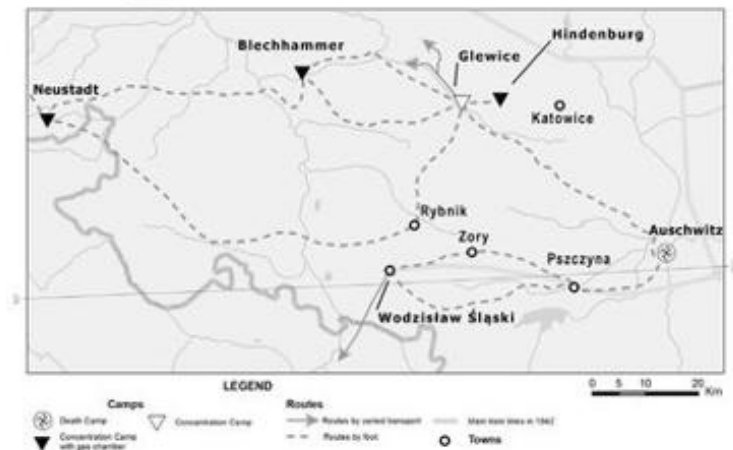 Blechhammer
Hindenburg
Glewice
Neustadt
Katowice
Rybnik
Auschwitz
Zory
Pszczyna
Wodzisław Śląski
0 5 10 20
Km
LEGEND
Camps
Routes
Death Camp
Concentration Camp
Routes by varied transport
Main train lines in 1942
Concentration Camp
with gas chamber
Routes by foot
Towns